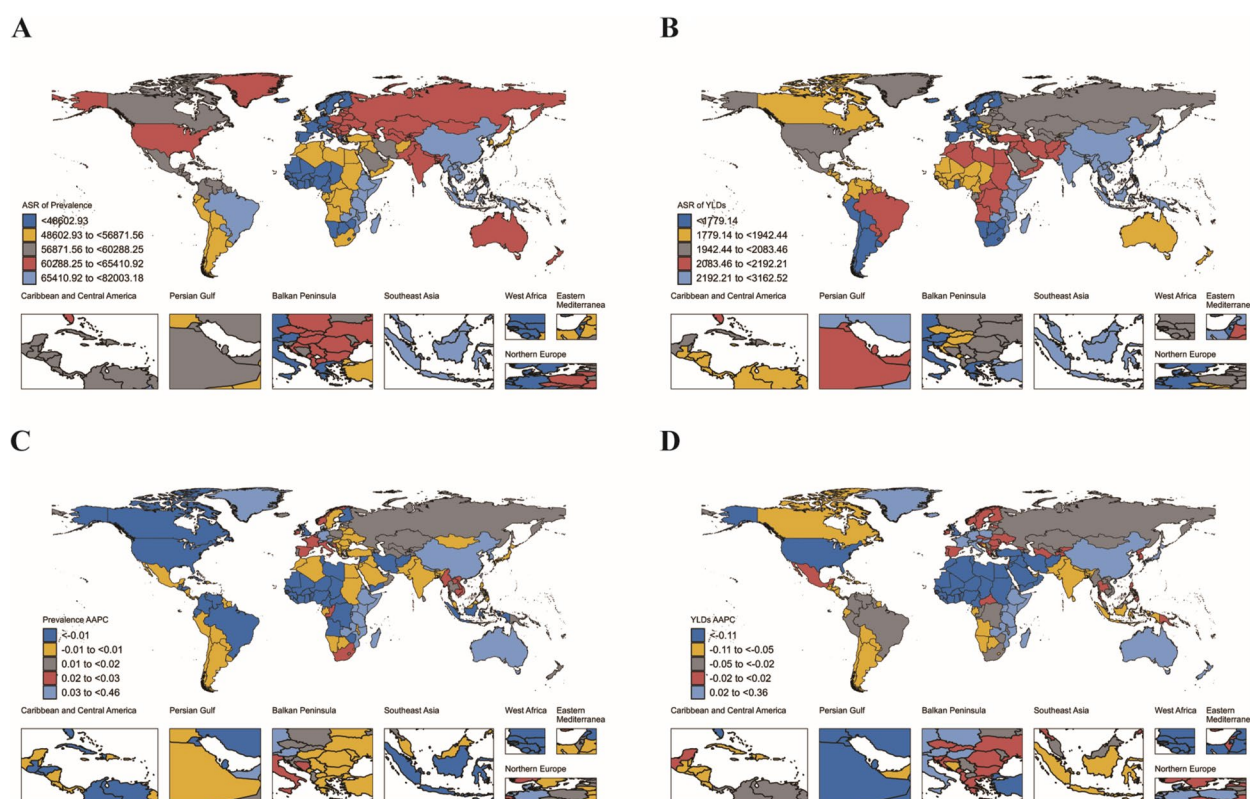 A
ASR of Prevalence
<48602.93
48602.93 to <56871.56
56871.56 to <60288.25
60288.25 to <65410.92
65410.92 to <82003.18
Caribbean and Central America
Persian Gulf
Balkan Peninsula
Southeast Asia
West Africa
Eastern
Mediterranea
Northern Europe
B
ASR of YLDs
<1779.14
1779.14 to <1942.44
1942.44 to <2083.46
2083.46 to <2192.21
2192.21 to <3162.52
Caribbean and Central America
Persian Gulf
Balkan Peninsula
Southeast Asia
West Africa
Eastern
Mediterranea
Northern Europe
C
Prevalence AAPC
<-0.01
-0.01 to <0.01
0.01 to <0.02
0.02 to <0.03
0.03 to <0.46
Caribbean and Central America
Persian Gulf
Balkan Peninsula
Southeast Asia
West Africa
Eastern
Mediterranea
Northern Europe
D
YLDs AAPC
<-0.11
-0.11 to <-0.05
-0.05 to <-0.02
-0.02 to <0.02
0.02 to <0.36
Caribbean and Central America
Persian Gulf
Balkan Peninsula
Southeast Asia
West Africa
Eastern
Mediterranea
Northern Europe